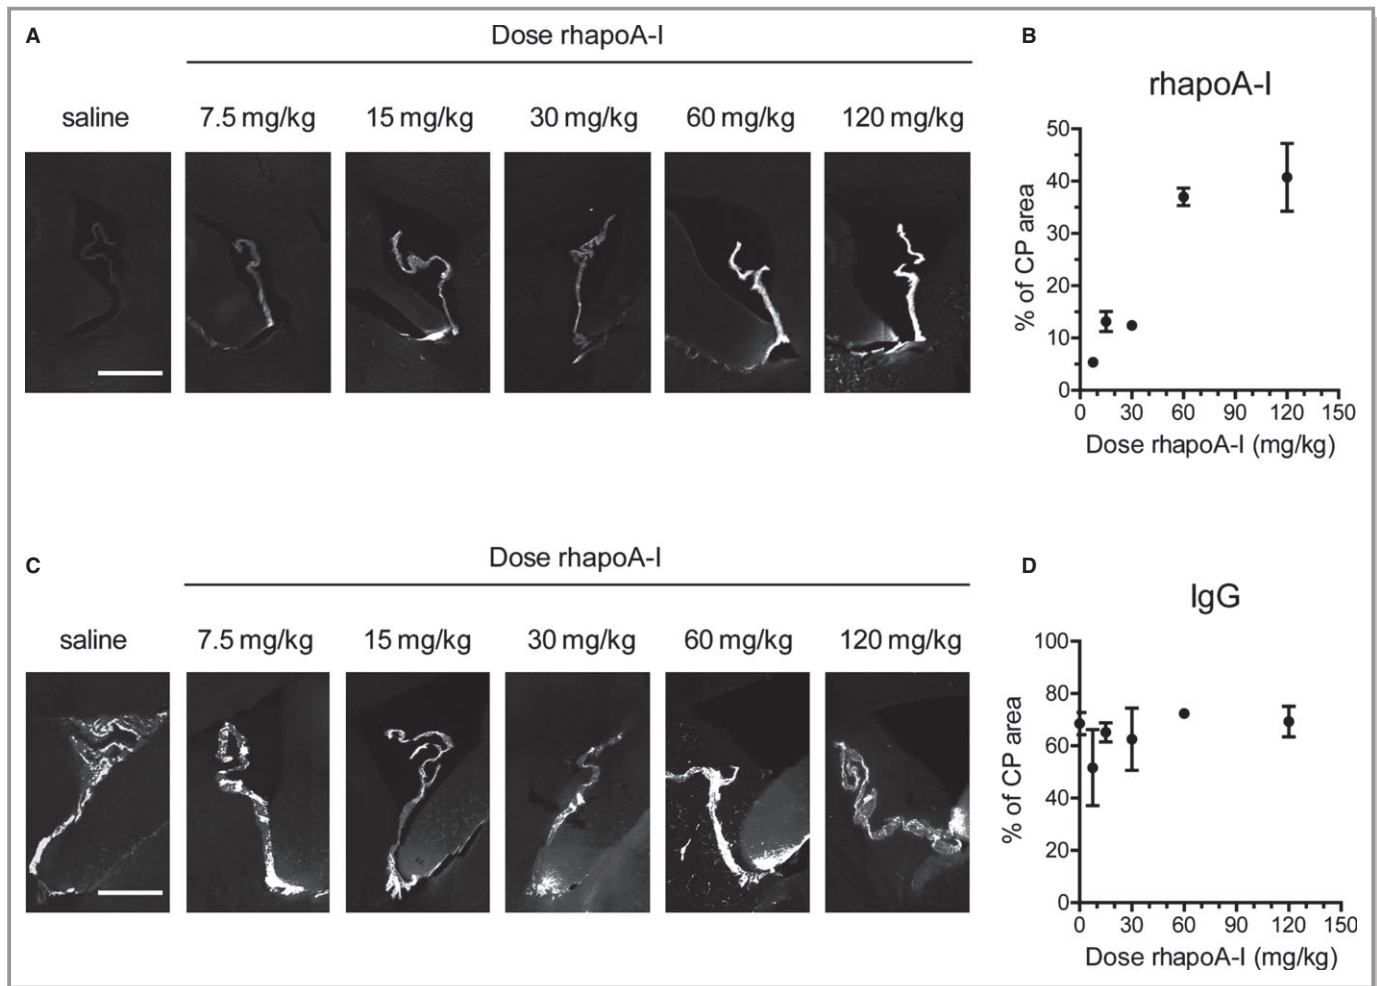 A
Dose rhapoA-I
saline 7.5 mg/kg 15 mg/kg 30 mg/kg 60 mg/kg 120 mg/kg
B
rhapoA-I
% of CP area
50
40
30
20
10
0
0 30 60 90 120 150
Dose rhapoA-I (mg/kg)
C
Dose rhapoA-I
saline 7.5 mg/kg 15 mg/kg 30 mg/kg 60 mg/kg 120 mg/kg
D
IgG
% of CP area
100
80
60
40
20
0
0 30 60 90 120 150
Dose rhapoA-I (mg/kg)